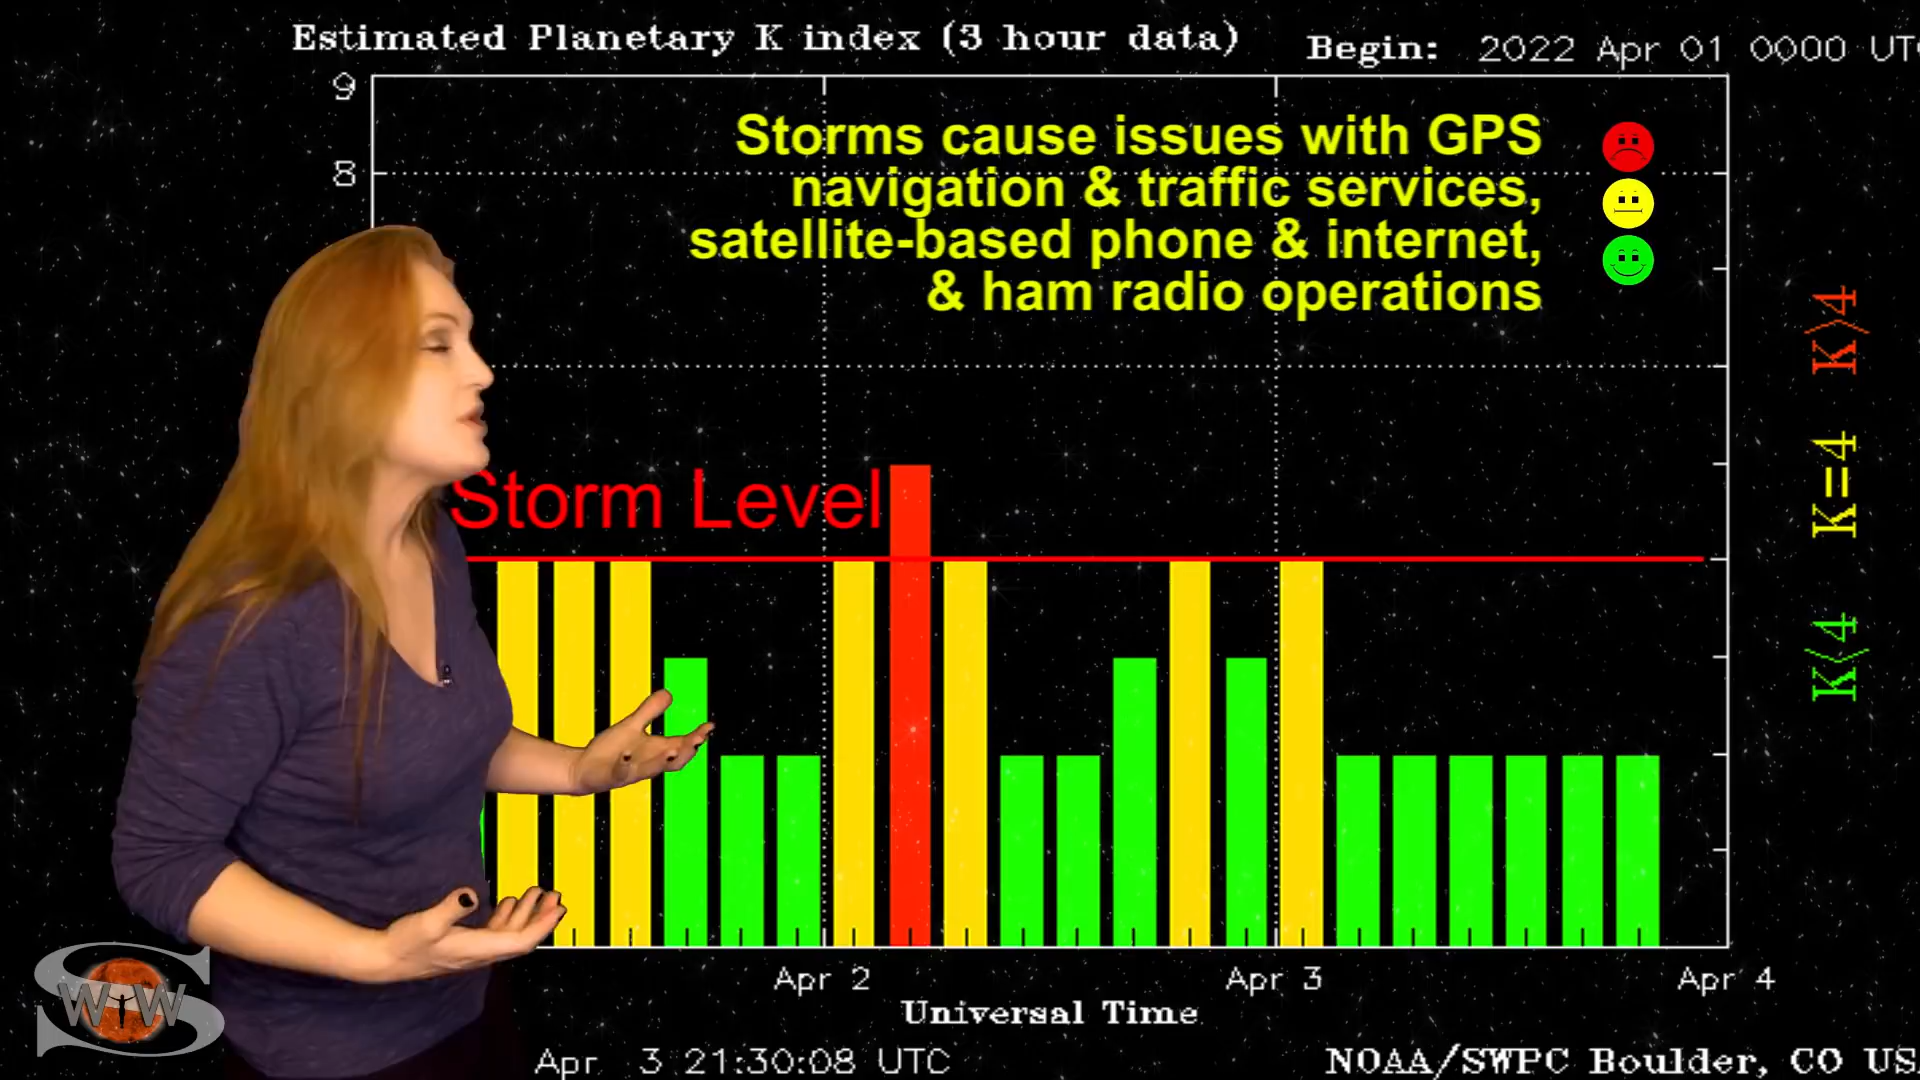 Estimated Planetary K index (3 hour data)
Begin: 2022 Apr 01 0000 UTC
9
8
Storms cause issues with GPS
navigation & traffic services,
satellite-based phone & internet,
& ham radio operations
Storm Level
K>4
K=4
K<4
Apr 2
Apr 3
Apr 4
Universal Time
Apr 3 21:30:08 UTC
NOAA/SWPC Boulder, CO US
SWTW